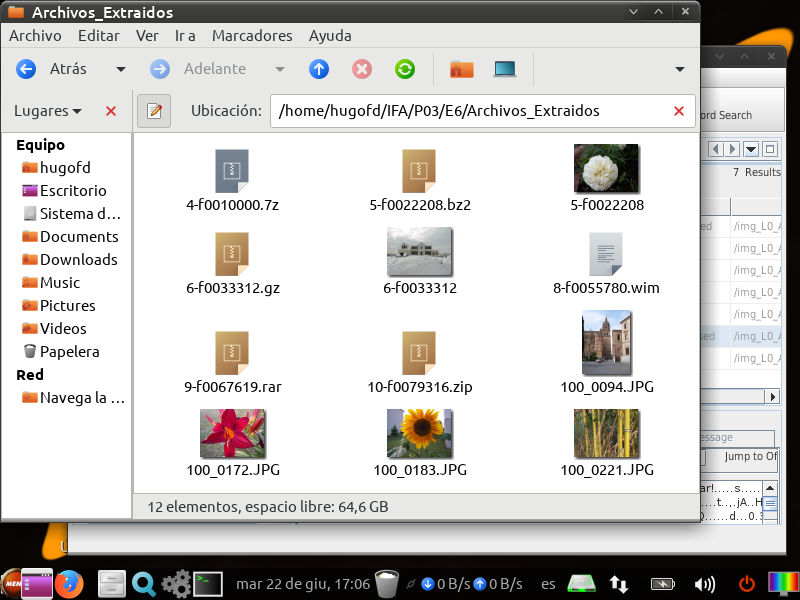 Archivos_Extraidos
Archivo Editar Ver Ir a Marcadores Ayuda
Atrás Adelante
Lugares Ubicación: /home/hugofd/IFA/P03/E6/Archivos_Extraidos
Equipo
hugofd
Escritorio
Sistema d...
Documents
Downloads
Music
Pictures
Videos
Papelera
Red
Navega la ...
4-f0010000.7z 5-f0022208.bz2 5-f0022208
6-f0033312.gz 6-f0033312 8-f0055780.wim
9-f0067619.rar 10-f0079316.zip 100_0094.JPG
100_0172.JPG 100_0183.JPG 100_0221.JPG
12 elementos, espacio libre: 64,6 GB
ord Search
7 Results
ed /img_L0_A
/img_L0_A
/img_L0_A
/img_L0_A
/img_L0_A
sed /img_L0_A
/img_L0_A
essage
Jump to Of
MEN
mar 22 de giu, 17:06 0 B/s 0 B/s es